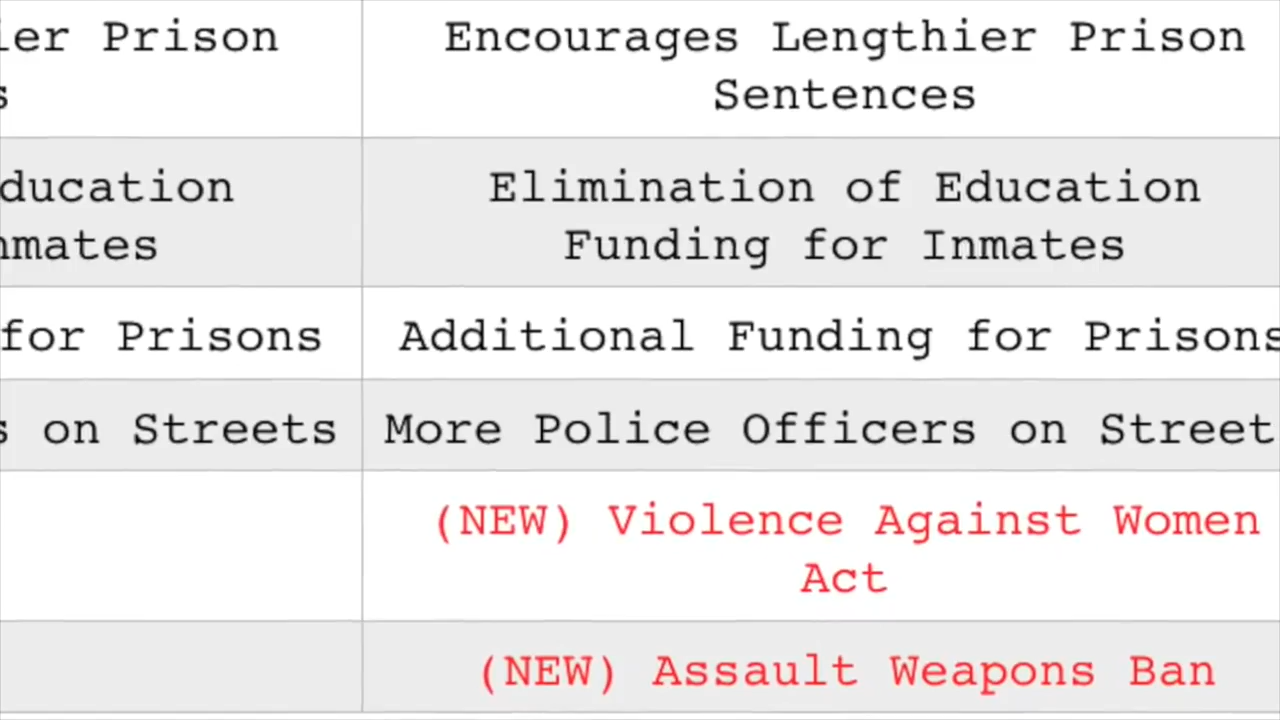 ier Prison
s
Encourages Lengthier Prison
Sentences
ducation
nmates
Elimination of Education
Funding for Inmates
for Prisons
Additional Funding for Prisons
s on Streets
More Police Officers on Street
(NEW) Violence Against Women
Act
(NEW) Assault Weapons Ban